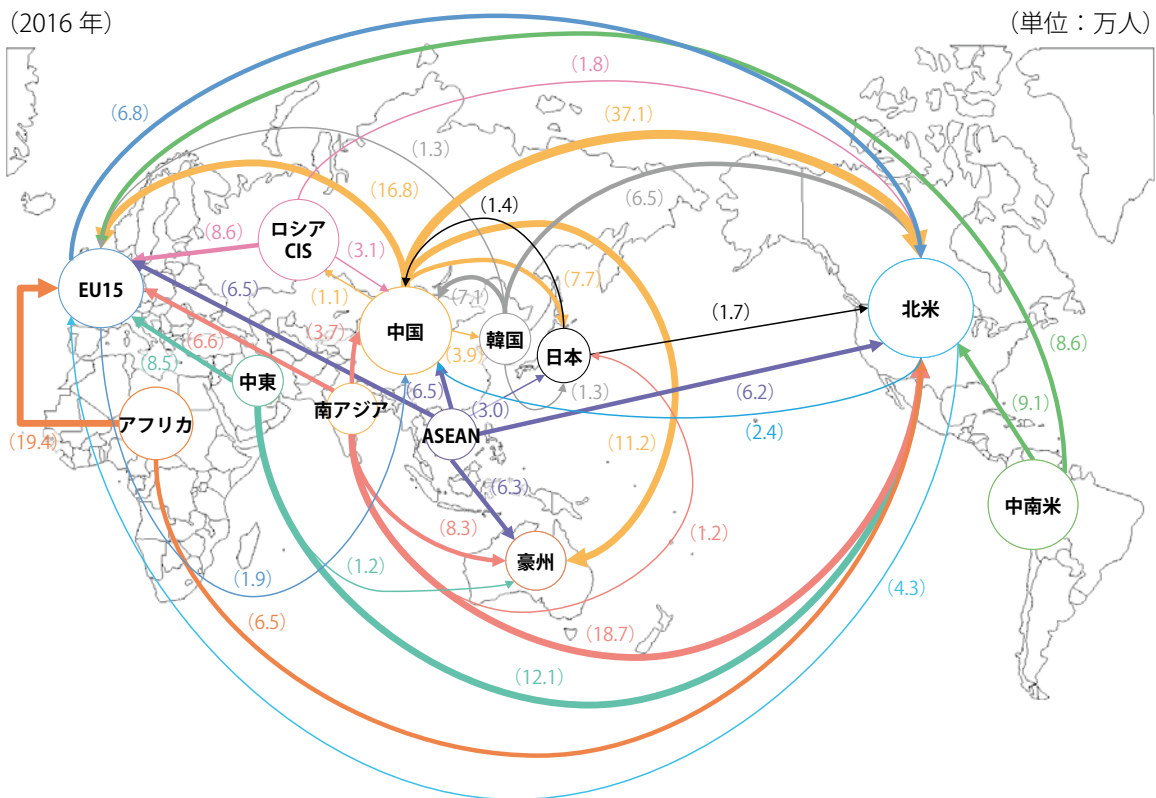 (2016 年)
(単位：万人)
(1.8)
(6.8)
(37.1)
(1.3)
(16.8)
(6.5)
(1.4)
ロシア
CIS
(8.6)
(3.1)
(7.7)
EU15
(6.5)
(1.1)
(7.1)
北米
(1.7)
中国
韓国
(3.7)
(6.6)
(3.9)
日本
(8.6)
(8.5)
中東
(6.5)
(1.3)
(6.2)
南アジア
(3.0)
アフリカ
(9.1)
(2.4)
ASEAN
(19.4)
(11.2)
(6.3)
中南米
(8.3)
(1.2)
豪州
(1.2)
(1.9)
(4.3)
(6.5)
(18.7)
(12.1)